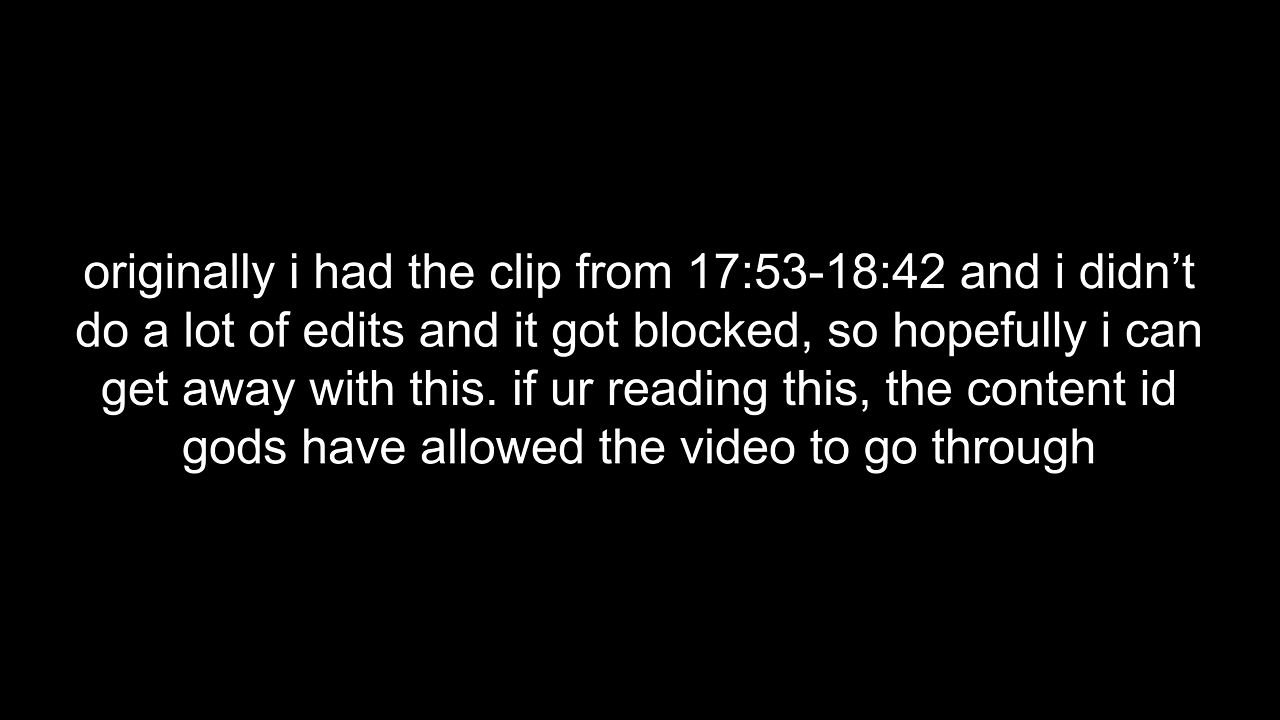 originally i had the clip from 17:53-18:42 and i didn’t
do a lot of edits and it got blocked, so hopefully i can
get away with this. if ur reading this, the content id
gods have allowed the video to go through